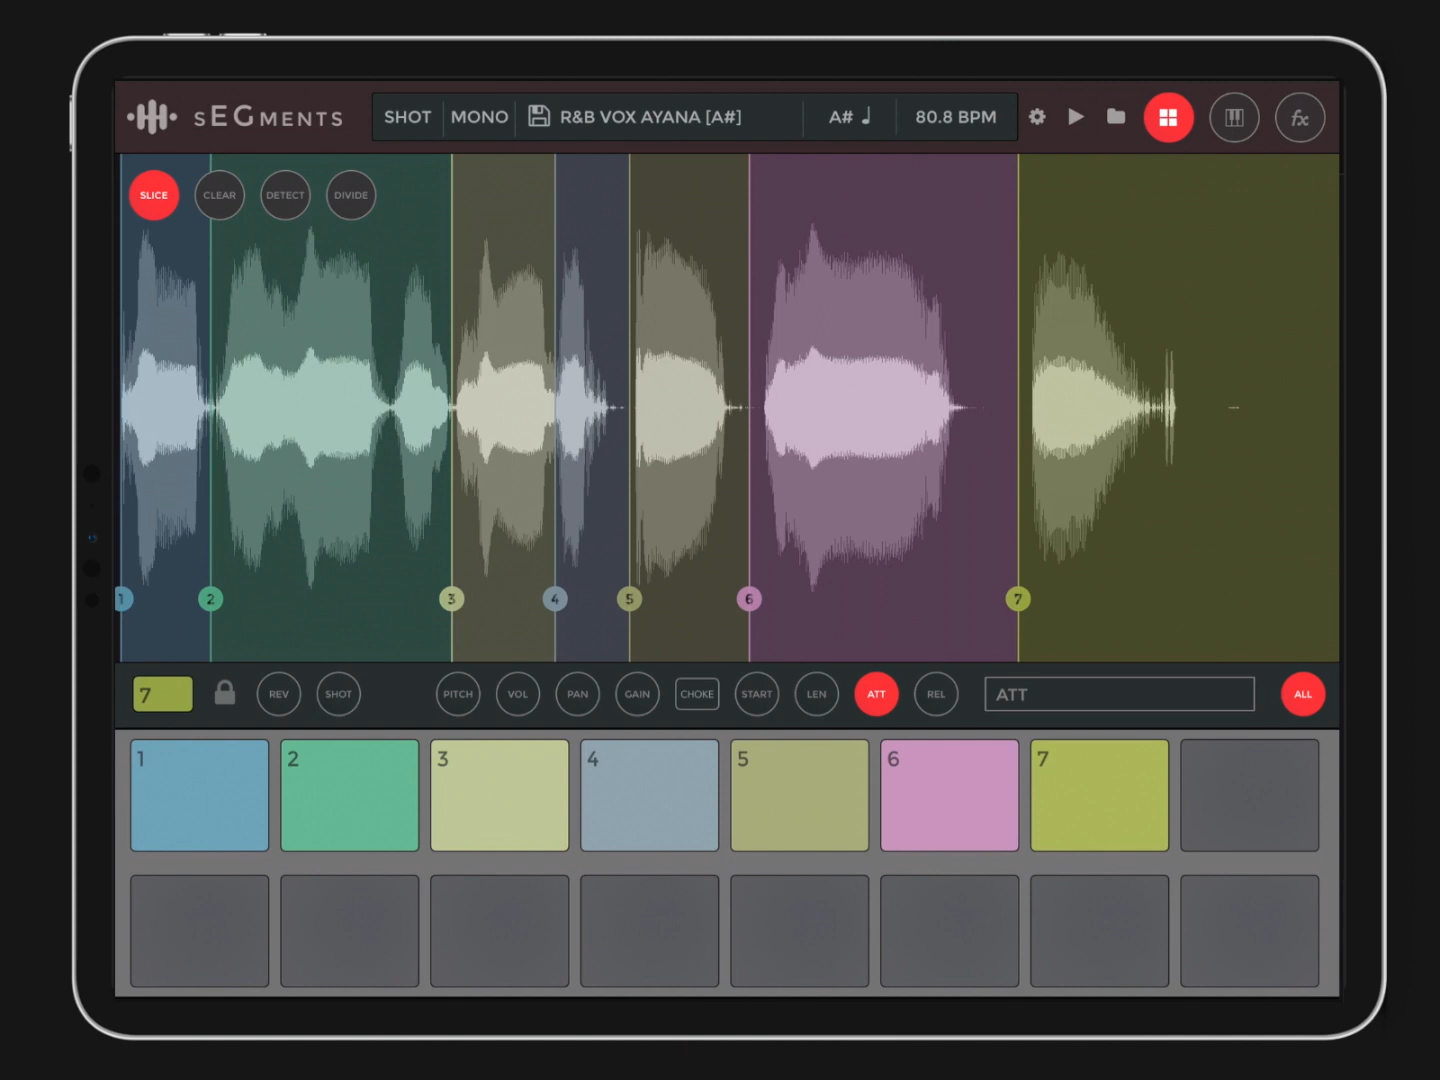 sEGMENTS SHOT MONO R&B VOX AYANA [A#] A# 80.8 BPM fx
SLICE CLEAR DETECT DIVIDE
1 2 3 4 5 6 7
7 REV SHOT PITCH VOL PAN GAIN CHOKE START LEN ATT REL ATT ALL
1 2 3 4 5 6 7